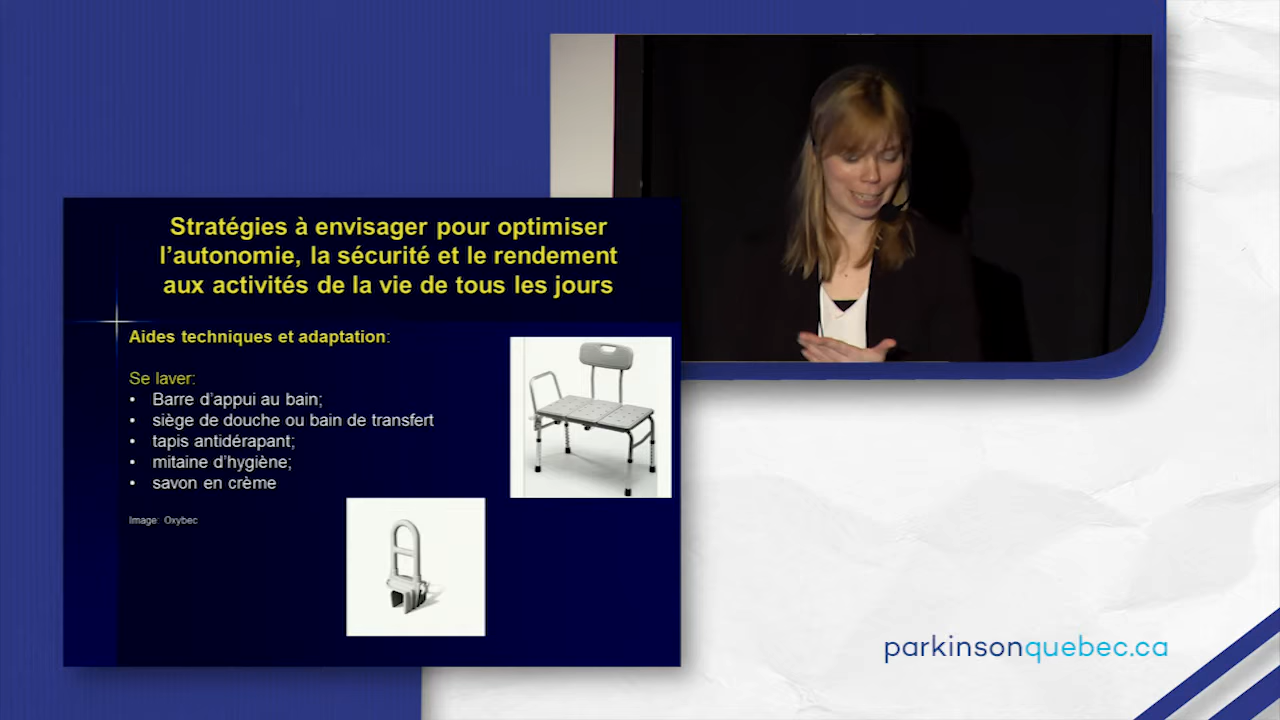 Stratégies à envisager pour optimiser
l'autonomie, la sécurité et le rendement
aux activités de la vie de tous les jours
Aides techniques et adaptation:
Se laver:
• Barre d'appui au bain;
• siège de douche ou bain de transfert
• tapis antidérapant;
• mitaine d'hygiène;
• savon en crème
Image: Oxybec
parkinsonquebec.ca